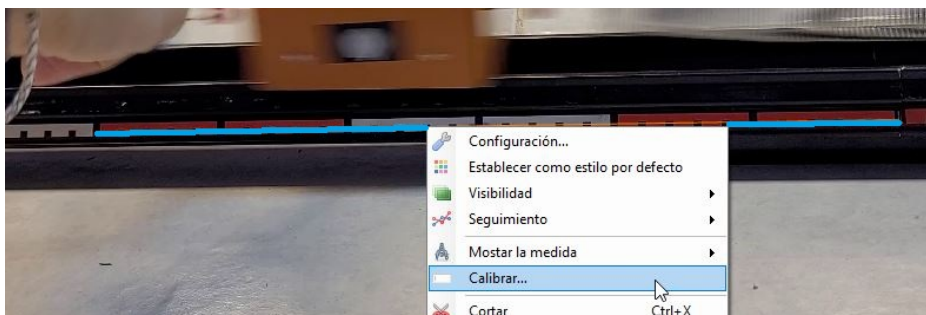 Configuración...
Establecer como estilo por defecto
Visibilidad
Seguimiento
Mostar la medida
Calibrar...
Cortar Ctrl+X